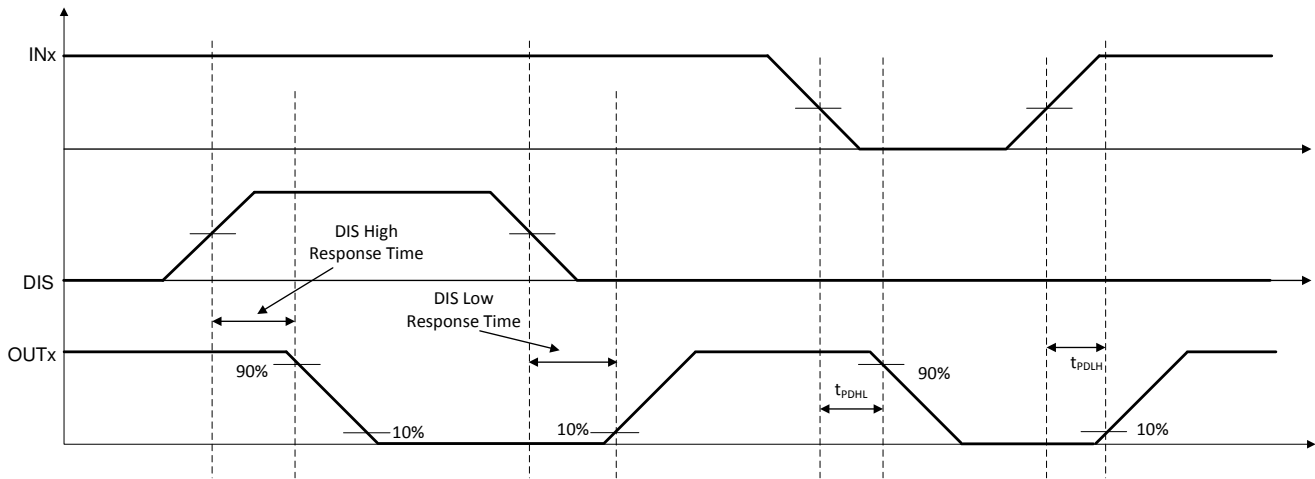 INx
DIS High
Response Time
DIS
DIS Low
Response Time
OUTx
90%
10%
10%
tPDHL
90%
tPDLH
10%